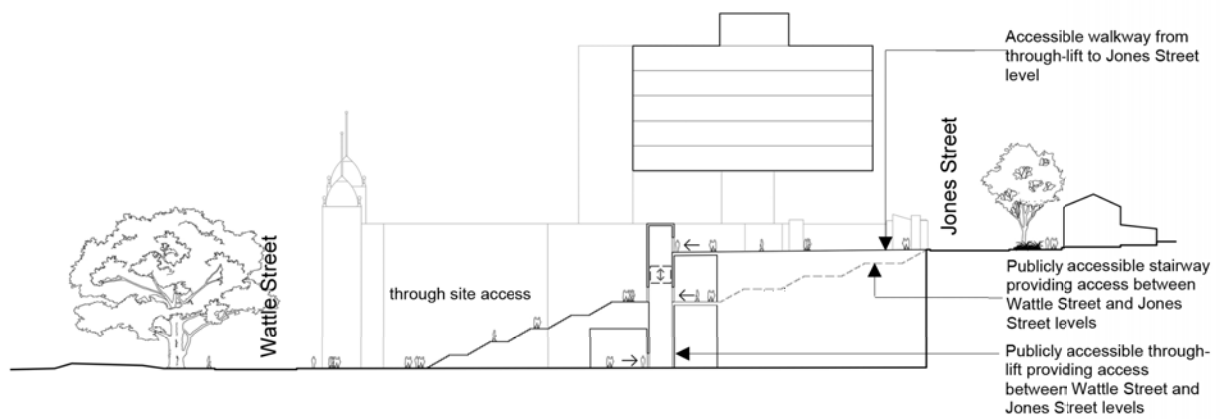 Accessible walkway from
through-lift to Jones Street
level
Wattle Street
through site access
Jones Street
Publicly accessible stairway
providing access between
Wattle Street and Jones
Street levels
Publicly accessible through-
lift providing access
between Wattle Street and
Jones Street levels